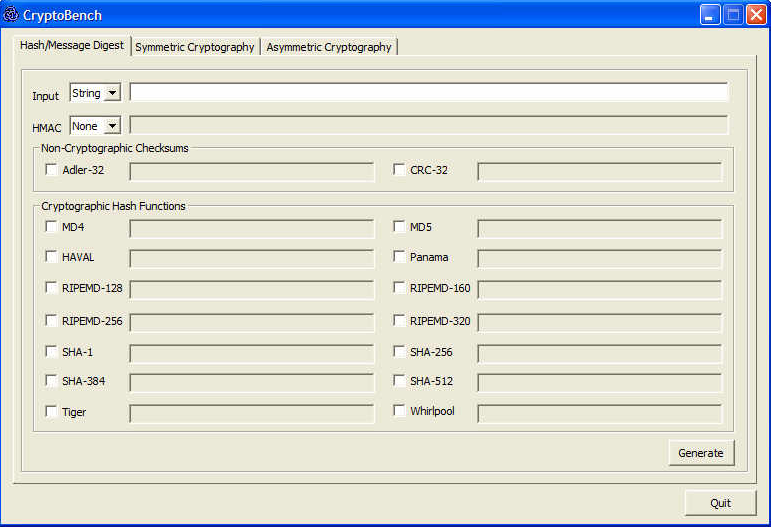 CryptoBench
Hash/Message Digest Symmetric Cryptography Asymmetric Cryptography
Input String
HMAC None
Non-Cryptographic Checksums
Adler-32 CRC-32
Cryptographic Hash Functions
MD4 MD5
HAVAL Panama
RIPEMD-128 RIPEMD-160
RIPEMD-256 RIPEMD-320
SHA-1 SHA-256
SHA-384 SHA-512
Tiger Whirlpool
Generate
Quit